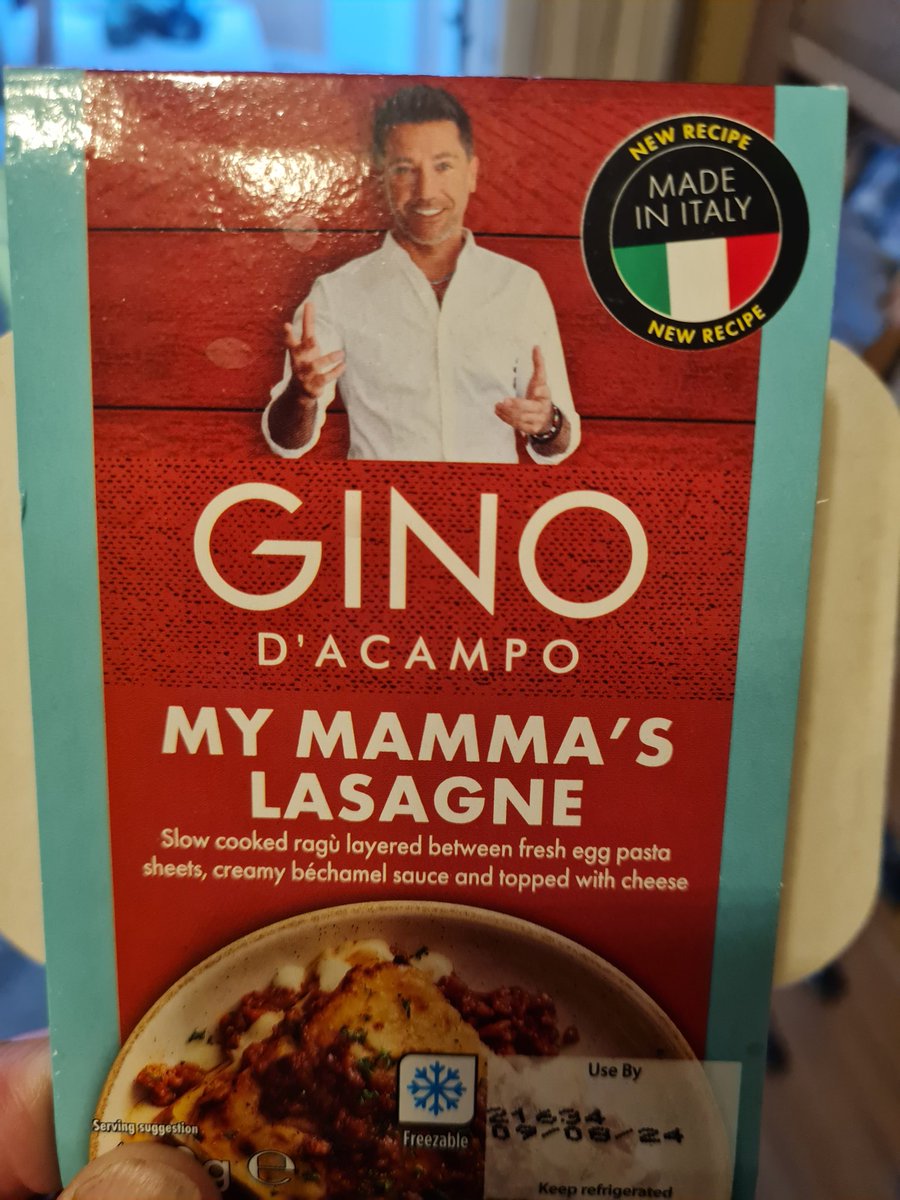 NEW RECIPE
MADE
IN ITALY
NEW RECIPE
GINO
D'ACAMPO
MY MAMMA'S
LASAGNE
Slow cooked ragù layered between fresh egg pasta
sheets, creamy béchamel sauce and topped with cheese
Use By
09/08/24
Serving suggestion
Freezable
g e
Keep refrigerated